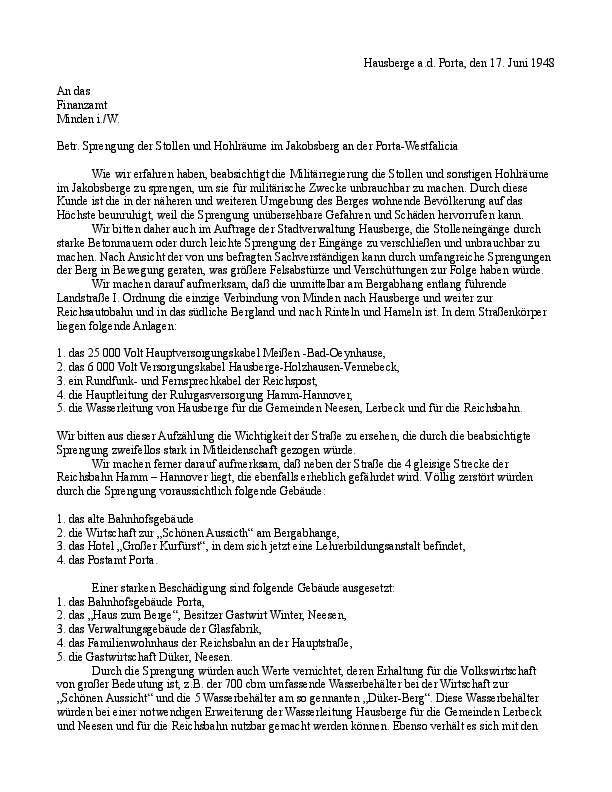 Hausberge a.d. Porta, den 17. Juni 1948
An das
Finanzamt
Minden i./W.
Betr. Sprengung der Stollen und Hohlräume im Jakobsberg an der Porta-Westfalicia
Wie wir erfahren haben, beabsichtigt die Militärregierung die Stollen und sonstigen Hohlräume
im Jakobsberge zu sprengen, um sie für militärische Zwecke unbrauchbar zu machen. Durch diese
Kunde ist die in der näheren und weiteren Umgebung des Berges wohnende Bevölkerung auf das
Höchste beunruhigt, weil die Sprengung unübersehbare Gefahren und Schäden hervorrufen kann.
Wir bitten daher auch im Auftrage der Stadtverwaltung Hausberge, die Stolleneingänge durch
starke Betonmauern oder durch leichte Sprengung der Eingänge zu verschließen und unbrauchbar zu
machen. Nach Ansicht der von uns befragten Sachverständigen kann durch umfangreiche Sprengungen
der Berg in Bewegung geraten, was größere Felsabstürze und Verschüttungen zur Folge haben würde.
Wir machen darauf aufmerksam, daß die unmittelbar am Bergabhang entlang führende
Landstraße I. Ordnung die einzige Verbindung von Minden nach Hausberge und weiter zur
Reichsautobahn und in das südliche Bergland und nach Rinteln und Hameln ist. In dem Straßenkörper
liegen folgende Anlagen:
1. das 25 000 Volt Hauptversorgungskabel Meißen -Bad-Oeynhause,
2. das 6 000 Volt Versorgungskabel Hausberge-Holzhausen-Vennebeck,
3. ein Rundfunk- und Fernsprechkabel der Reichspost,
4. die Hauptleitung der Ruhrgasversorgung Hamm-Hannover,
5. die Wasserleitung von Hausberge für die Gemeinden Neesen, Lerbeck und für die Reichsbahn.
Wir bitten aus dieser Aufzählung die Wichtigkeit der Straße zu ersehen, die durch die beabsichtigte
Sprengung zweifellos stark in Mitleidenschaft gezogen würde.
Wir machen ferner darauf aufmerksam, daß neben der Straße die 4 gleisige Strecke der
Reichsbahn Hamm – Hannover liegt, die ebenfalls erheblich gefährdet wird. Völlig zerstört würden
durch die Sprengung voraussichtlich folgende Gebäude:
1. das alte Bahnhofsgebäude
2. die Wirtschaft zur „Schönen Aussicth“ am Bergabhange,
3. das Hotel „Großer Kurfürst“, in dem sich jetzt eine Lehrerbildungsanstalt befindet,
4. das Postamt Porta.
Einer starken Beschädigung sind folgende Gebäude ausgesetzt:
1. das Bahnhofsgebäude Porta,
2. das „Haus zum Berge“, Besitzer Gastwirt Winter, Neesen,
3. das Verwaltungsgebäude der Glasfabrik,
4. das Familienwohnhaus der Reichsbahn an der Hauptstraße,
5. die Gastwirtschaft Düker, Neesen.
Durch die Sprengung würden auch Werte vernichtet, deren Erhaltung für die Volkswirtschaft
von großer Bedeutung ist, z.B. der 700 cbm umfassende Wasserbehälter bei der Wirtschaft zur
„Schönen Aussicht“ und die 5 Wasserbehälter am so gennanten „Düker-Berg“. Diese Wasserbehälter
würden bei einer notwendigen Erweiterung der Wasserleitung Hausberge für die Gemeinden Lerbeck
und Neesen und für die Reichsbahn nutzbar gemacht werden können. Ebenso verhält es sich mit den